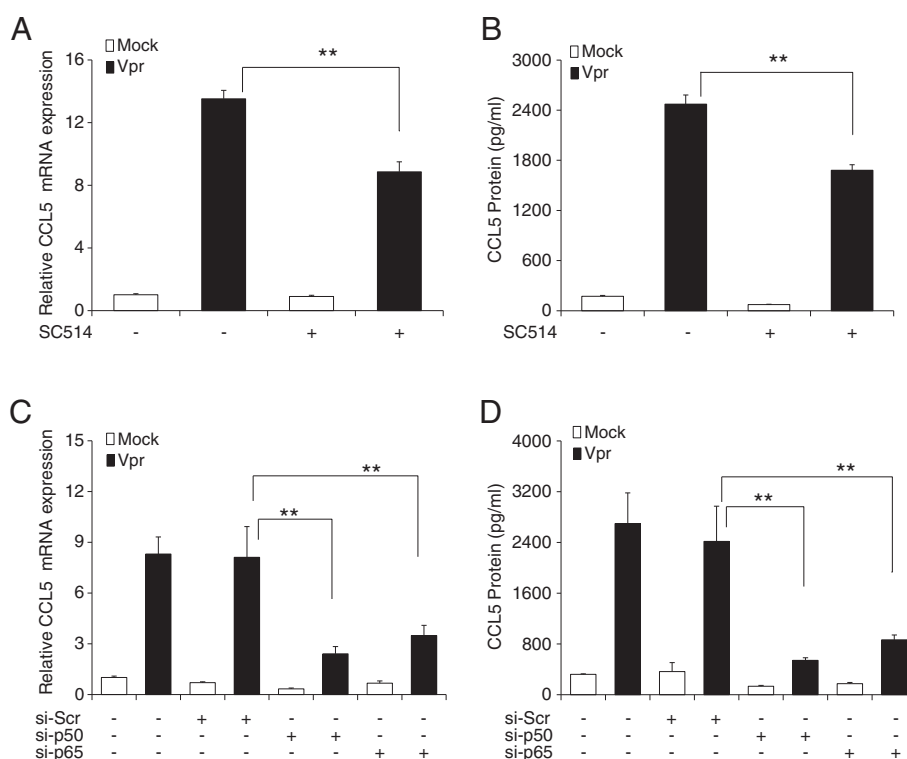 A
Mock
Vpr
**
Relative CCL5 mRNA expression
16
12
8
4
0
SC514 - - + +
B
Mock
Vpr
**
CCL5 Protein (pg/ml)
3000
2400
1800
1200
600
0
SC514 - - + +
C
Mock
Vpr
**
**
Relative CCL5 mRNA expression
15
12
9
6
3
0
si-Scr - - + + - - - -
si-p50 - - - - + + - -
si-p65 - - - - - - + +
D
Mock
Vpr
**
**
CCL5 Protein (pg/ml)
4000
3200
2400
1600
800
0
si-Scr - - + + - - - -
si-p50 - - - - + + - -
si-p65 - - - - - - + +